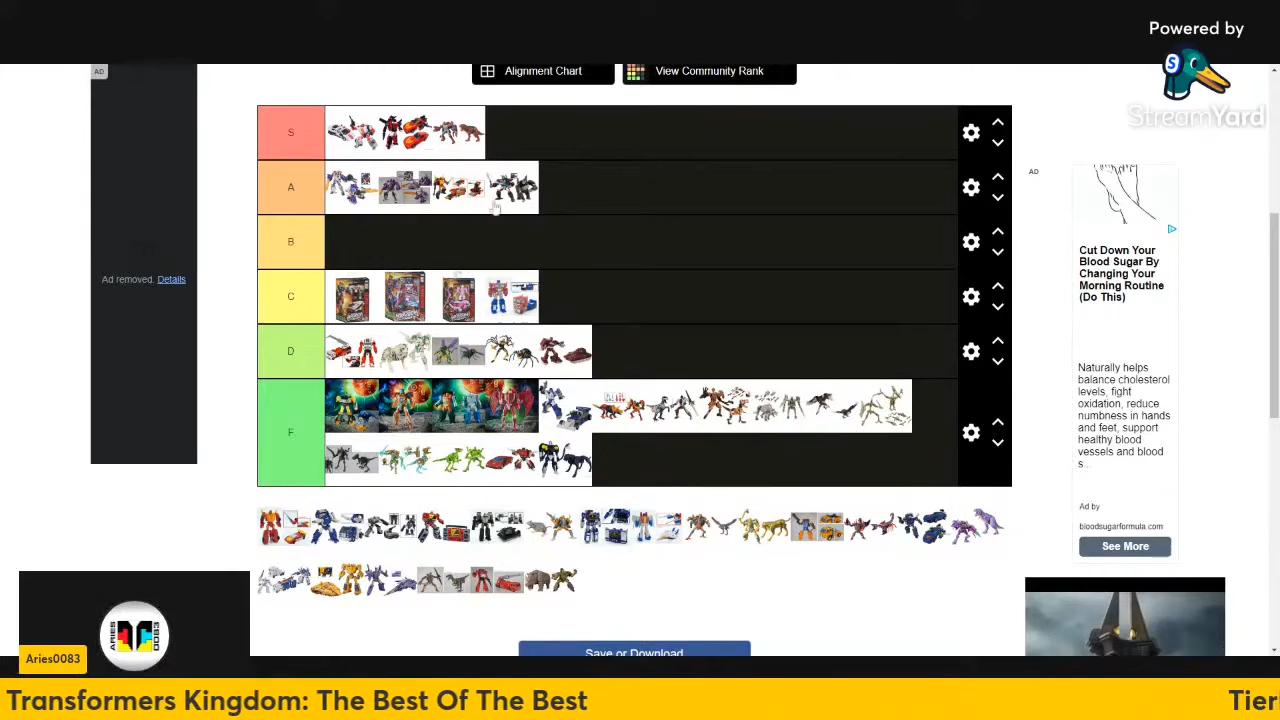 Powered by
StreamYard
AD
Alignment Chart
View Community Rank
S
A
B
C
D
F
Ad removed. Details
AD
Cut Down Your
Blood Sugar By
Changing Your
Morning Routine
(Do This)
Naturally helps
balance cholesterol
levels, fight
oxidation, reduce
numbness in hands
and feet, support
healthy blood
vessels and blood
s...
Ad by
bloodsugarformula.com
See More
Save or Download
ARIES
0083
Aries0083
Transformers Kingdom: The Best Of The Best
Tier